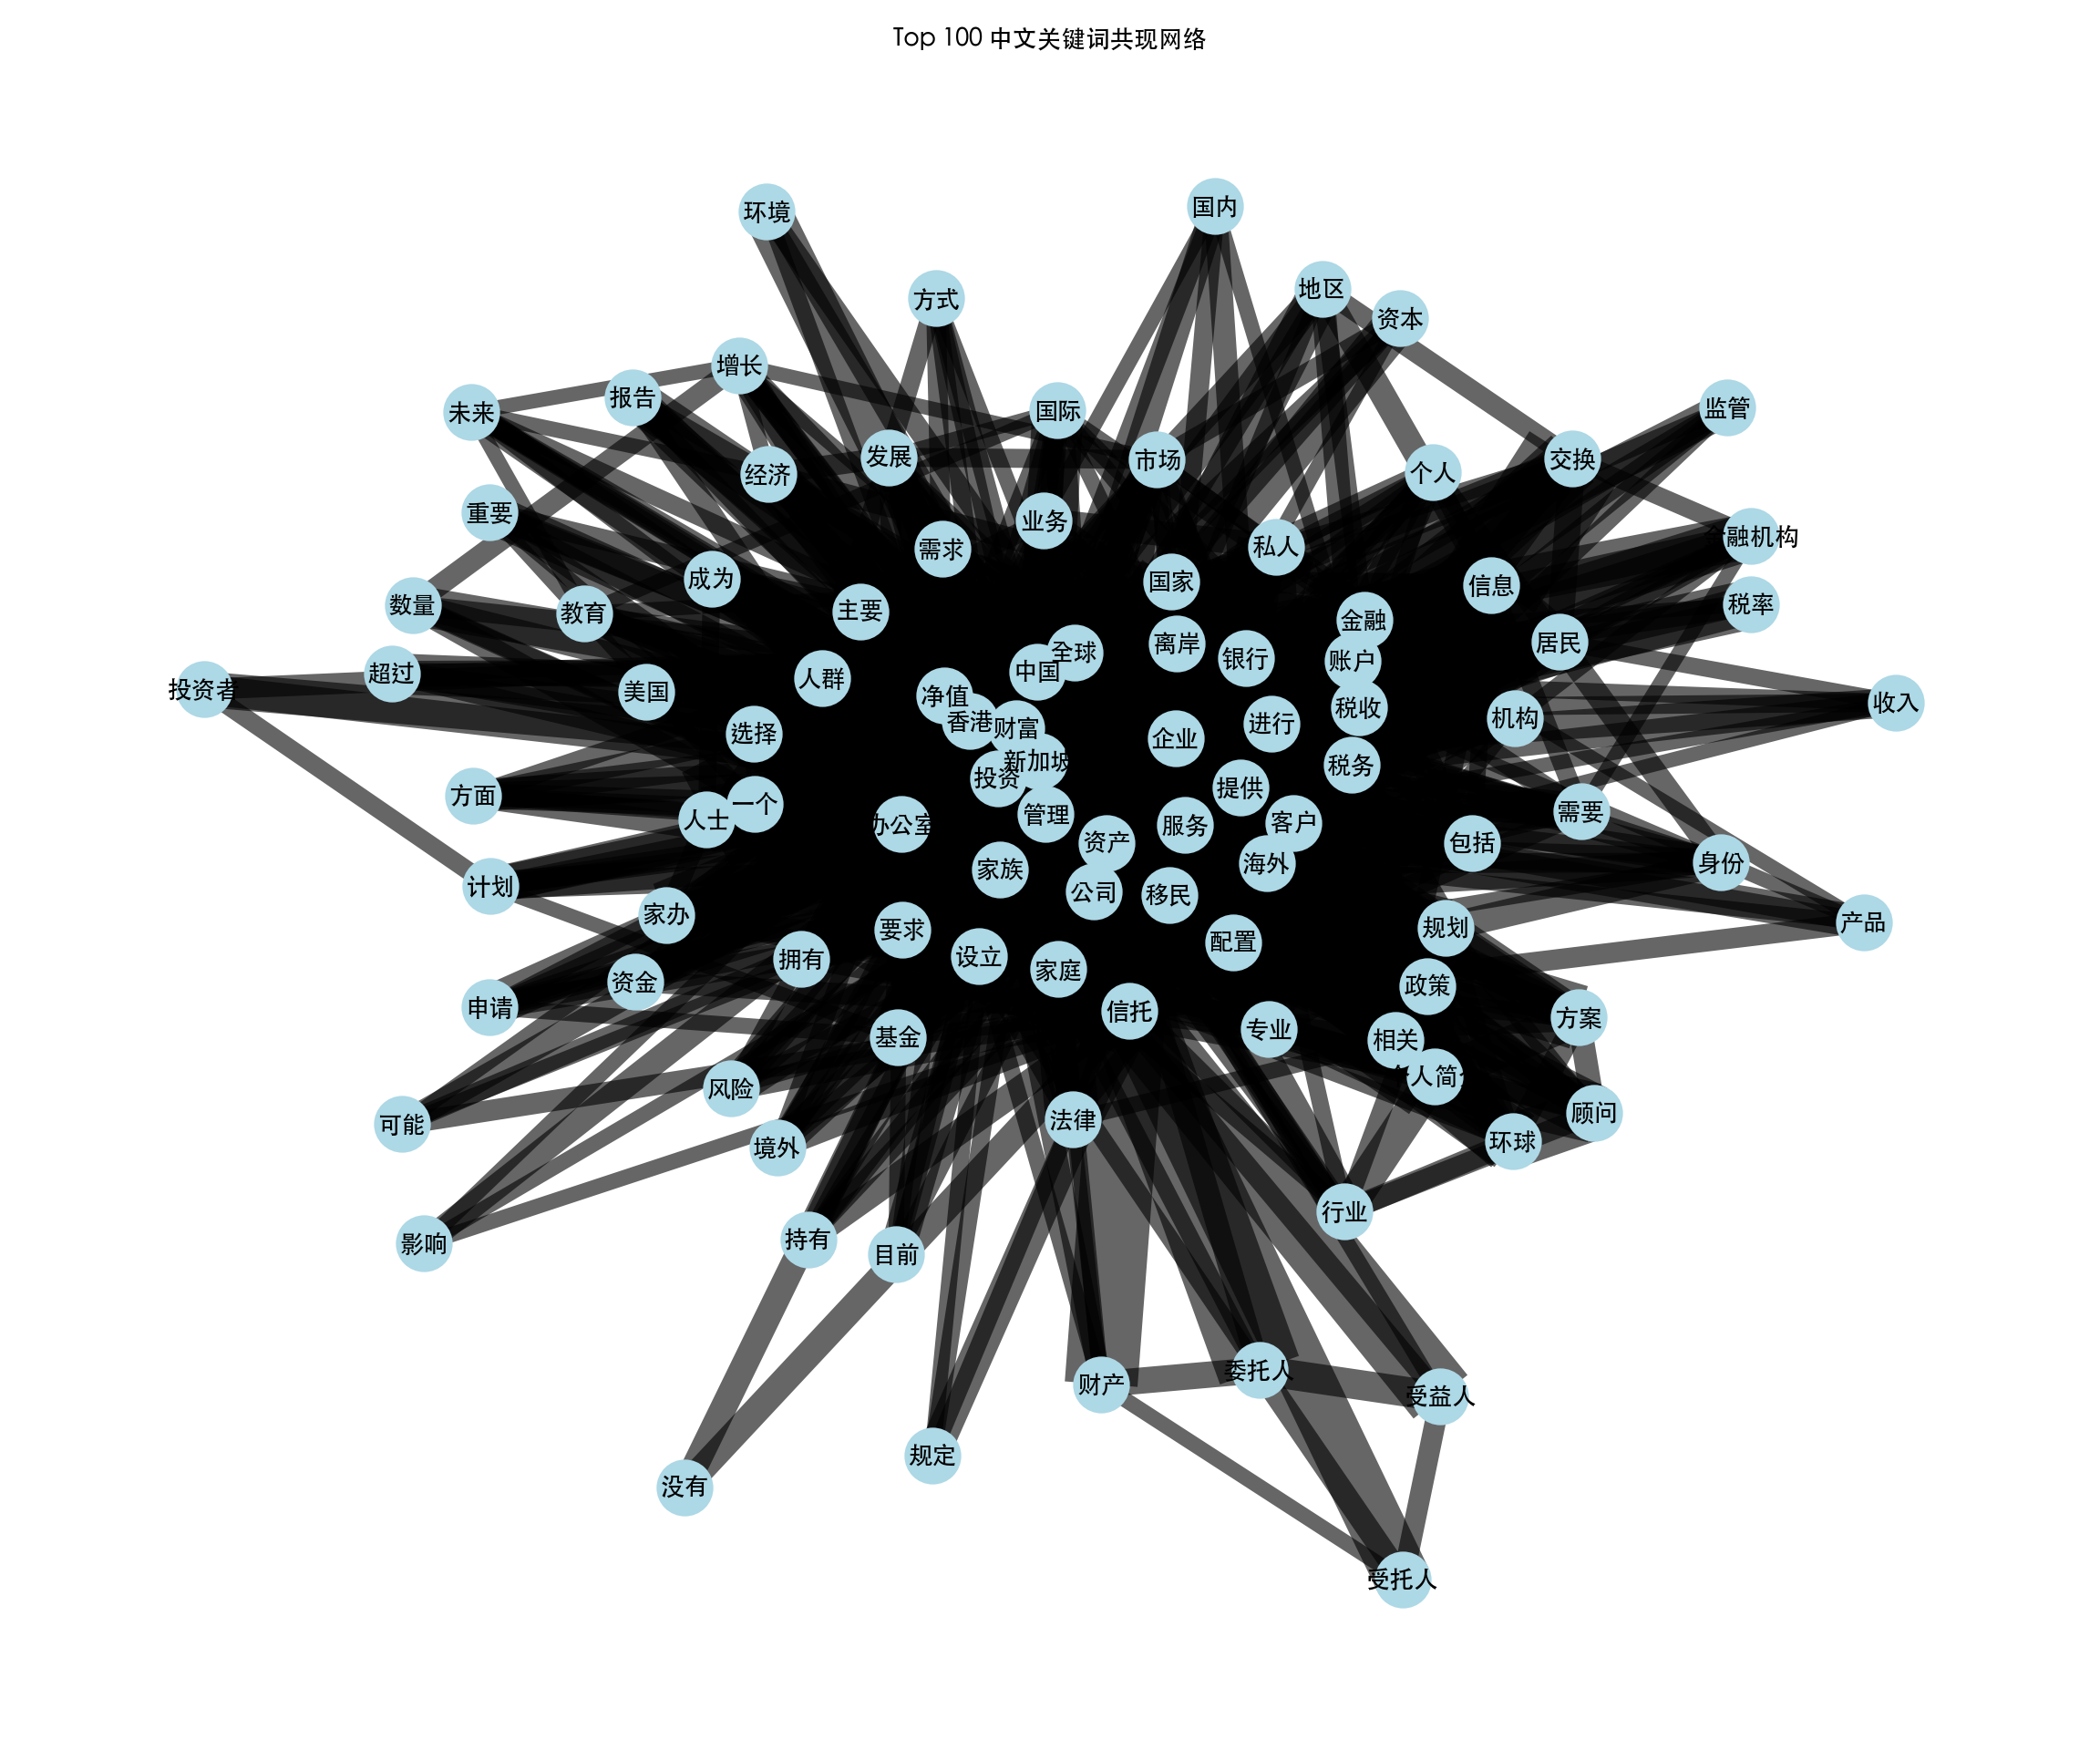 Top 100 中文关键词共现网络
环境
国内
方式
地区
资本
增长
报告
未来
国际
监管
发展
市场
交换
经济
个人
重要
业务
金融机构
需求
私人
成为
国家
信息
数量
教育
主要
税率
金融
离岸
居民
全球
银行
账户
中国
超过
人群
投资者
美国
净值
收入
税收
机构
香港
财富
进行
选择
企业
新加坡
税务
投资
提供
方面
一个
需要
管理
人士
办公室
服务
客户
资产
包括
海外
身份
家族
计划
公司
移民
家办
产品
规划
要求
配置
设立
拥有
家庭
资金
政策
申请
信托
方案
专业
基金
相关
个人简介
风险
顾问
法律
可能
环球
境外
行业
持有
影响
目前
委托人
财产
受益人
规定
没有
受托人